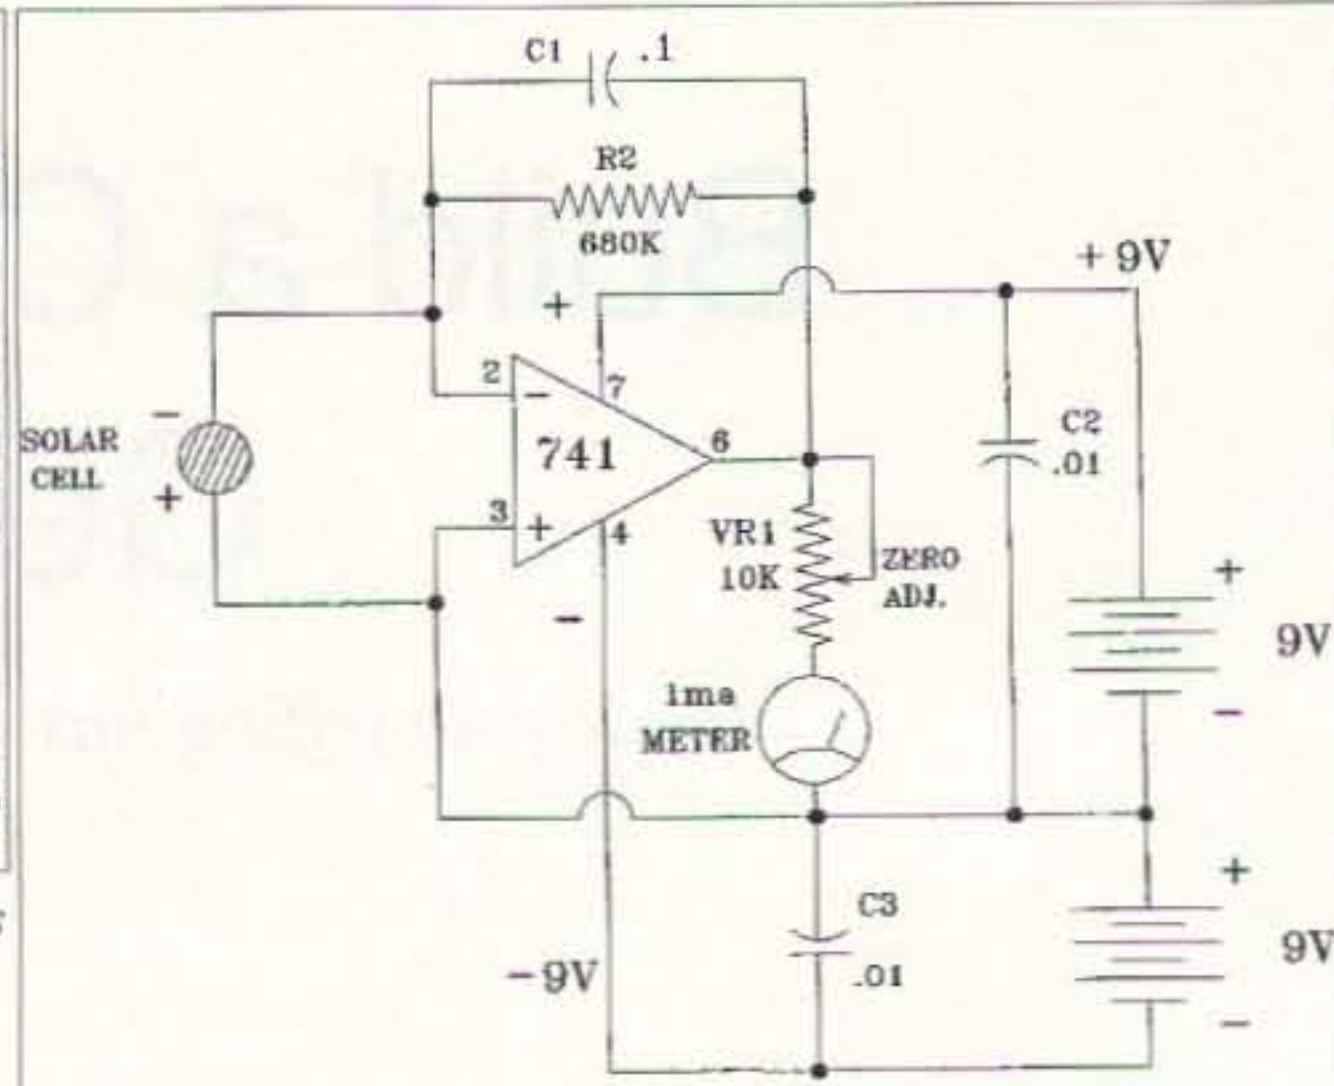 C1 .1
R2
680K
+ +9V
2 - 7
SOLAR
CELL
-
+
741
6
C2
.01
3 + 4
VR1
10K
ZERO
ADJ.
-
+
9V
-
1ma
METER
+
C3
.01
9V
-9V
-